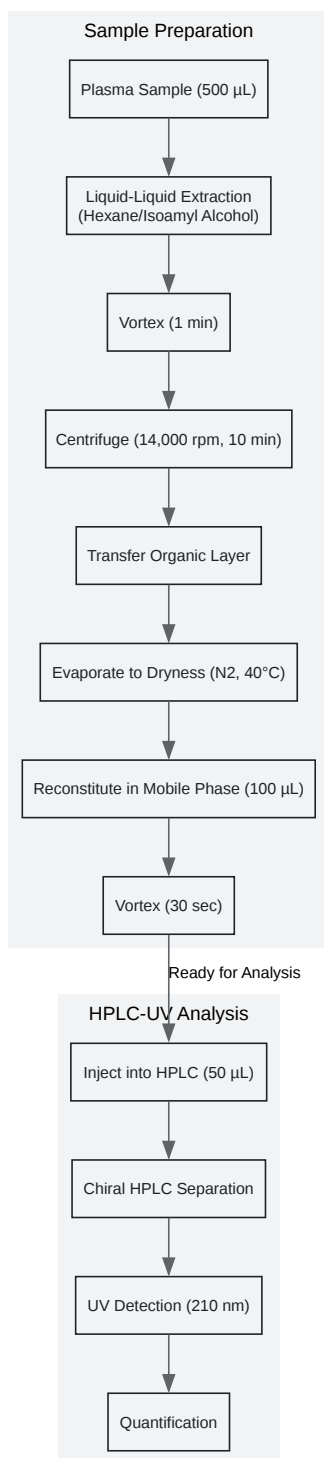 Sample Preparation
Plasma Sample (500 µL)
Liquid-Liquid Extraction
(Hexane/Isoamyl Alcohol)
Vortex (1 min)
Centrifuge (14,000 rpm, 10 min)
Transfer Organic Layer
Evaporate to Dryness (N2, 40°C)
Reconstitute in Mobile Phase (100 µL)
Vortex (30 sec)
Ready for Analysis
HPLC-UV Analysis
Inject into HPLC (50 µL)
Chiral HPLC Separation
UV Detection (210 nm)
Quantification